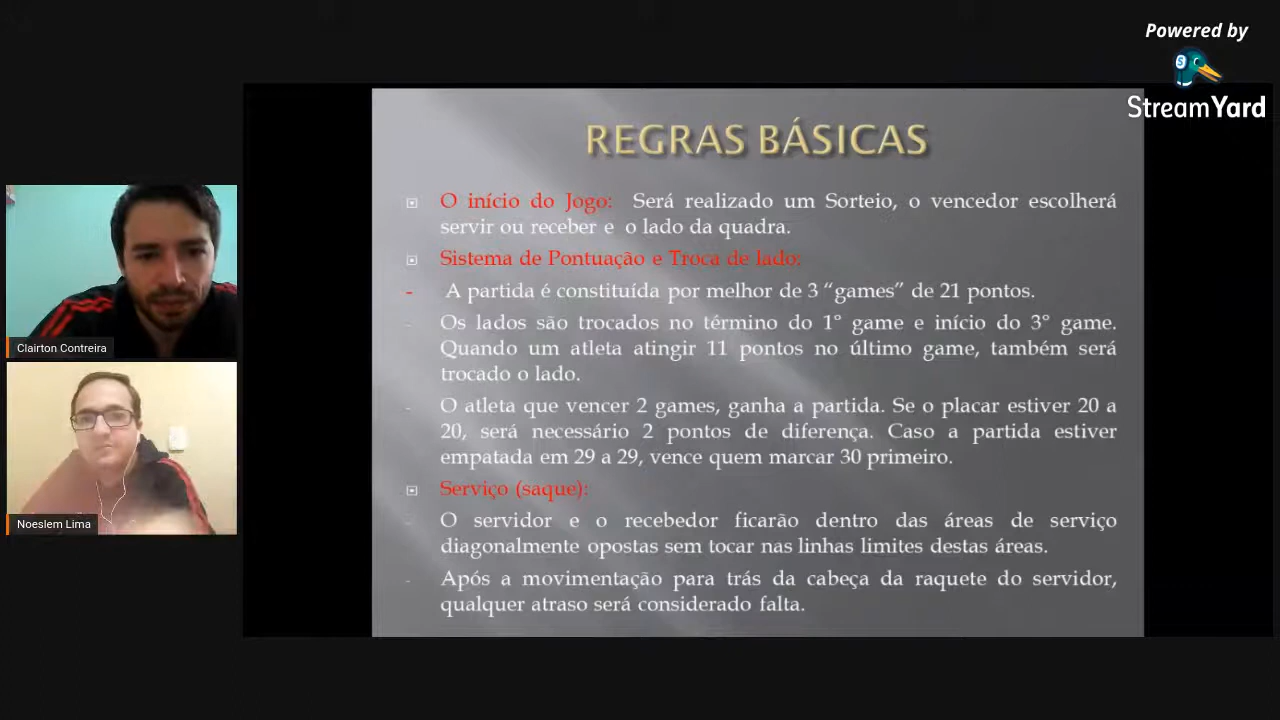 Powered by
StreamYard
REGRAS BÁSICAS
O início do Jogo: Será realizado um Sorteio, o vencedor escolherá
servir ou receber e o lado da quadra.
Sistema de Pontuação e Troca de lado:
- A partida é constituída por melhor de 3 “games” de 21 pontos.
- Os lados são trocados no término do 1° game e início do 3° game.
Quando um atleta atingir 11 pontos no último game, também será
trocado o lado.
- O atleta que vencer 2 games, ganha a partida. Se o placar estiver 20 a
20, será necessário 2 pontos de diferença. Caso a partida estiver
empatada em 29 a 29, vence quem marcar 30 primeiro.
Serviço (saque):
- O servidor e o recebedor ficarão dentro das áreas de serviço
diagonalmente opostas sem tocar nas linhas limites destas áreas.
- Após a movimentação para trás da cabeça da raquete do servidor,
qualquer atraso será considerado falta.
Clairton Contreira
Noeslem Lima